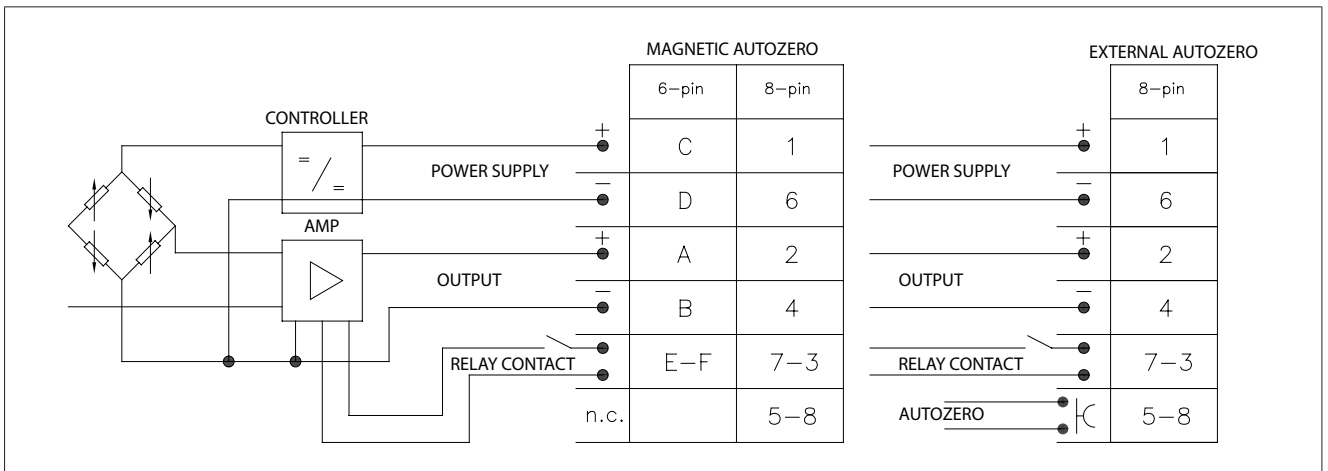 MAGNETIC AUTOZERO
EXTERNAL AUTOZERO
6-pin 8-pin
8-pin
CONTROLLER
= / =
+ C 1
+ 1
POWER SUPPLY
POWER SUPPLY
− D 6
− 6
AMP
+ A 2
+ 2
OUTPUT
OUTPUT
− B 4
− 4
RELAY CONTACT E-F 7-3
RELAY CONTACT 7-3
n.c. 5-8
AUTOZERO 5-8